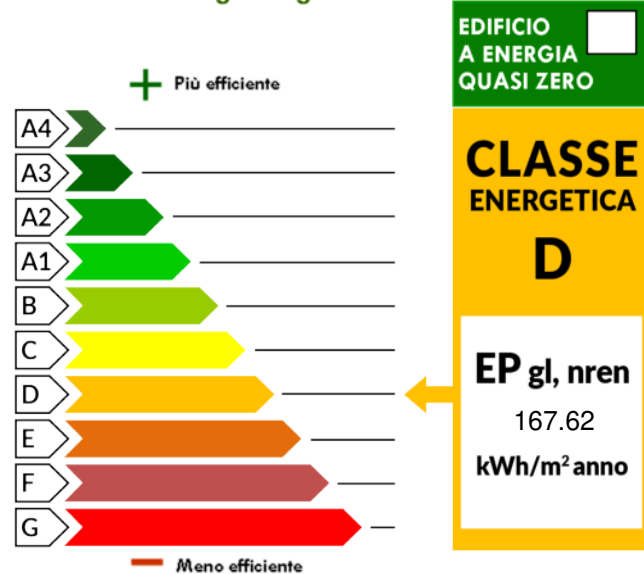 EDIFICIO
A ENERGIA
QUASI ZERO
Più efficiente
A4
A3
A2
A1
B
C
D
E
F
G
Meno efficiente
CLASSE
ENERGETICA
D
EP gl, nren
167.62
kWh/m² anno